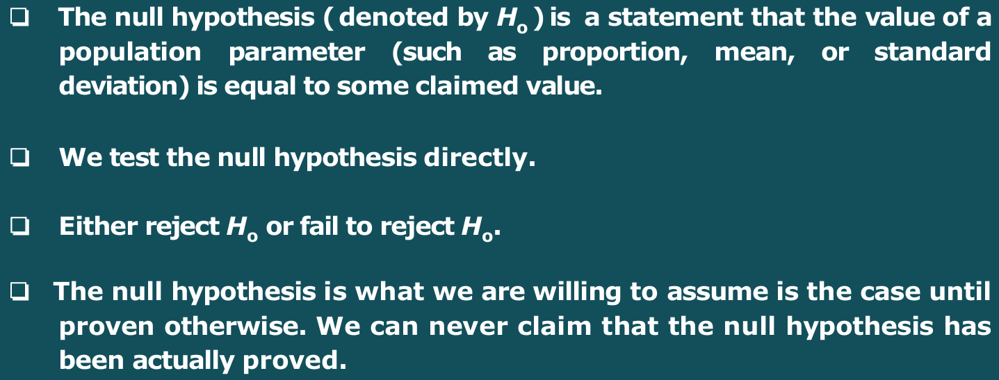 ❑ The null hypothesis ( denoted by Ho ) is a statement that the value of a
population parameter (such as proportion, mean, or standard
deviation) is equal to some claimed value.
❑ We test the null hypothesis directly.
❑ Either reject Ho or fail to reject Ho.
❑ The null hypothesis is what we are willing to assume is the case until
proven otherwise. We can never claim that the null hypothesis has
been actually proved.